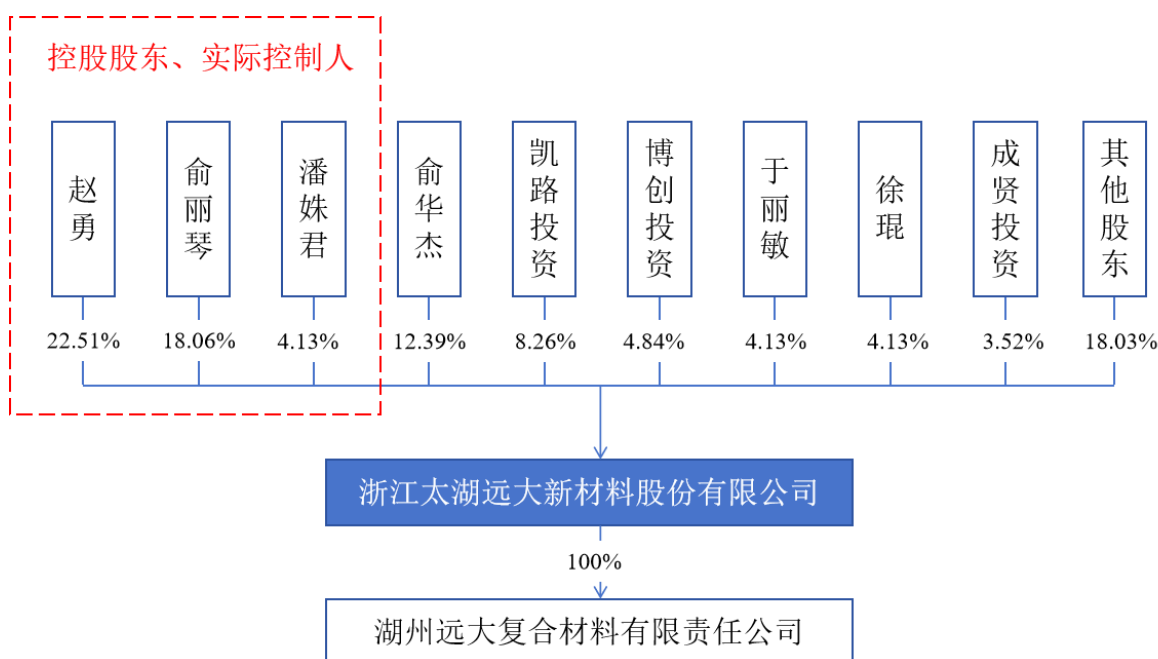 控股股东、实际控制人
赵勇
俞丽琴
潘姝君
俞华杰
凯路投资
博创投资
于丽敏
徐琨
成贤投资
其他股东
22.51%
18.06%
4.13%
12.39%
8.26%
4.84%
4.13%
4.13%
3.52%
18.03%
浙江太湖远大新材料股份有限公司
100%
湖州远大复合材料有限责任公司